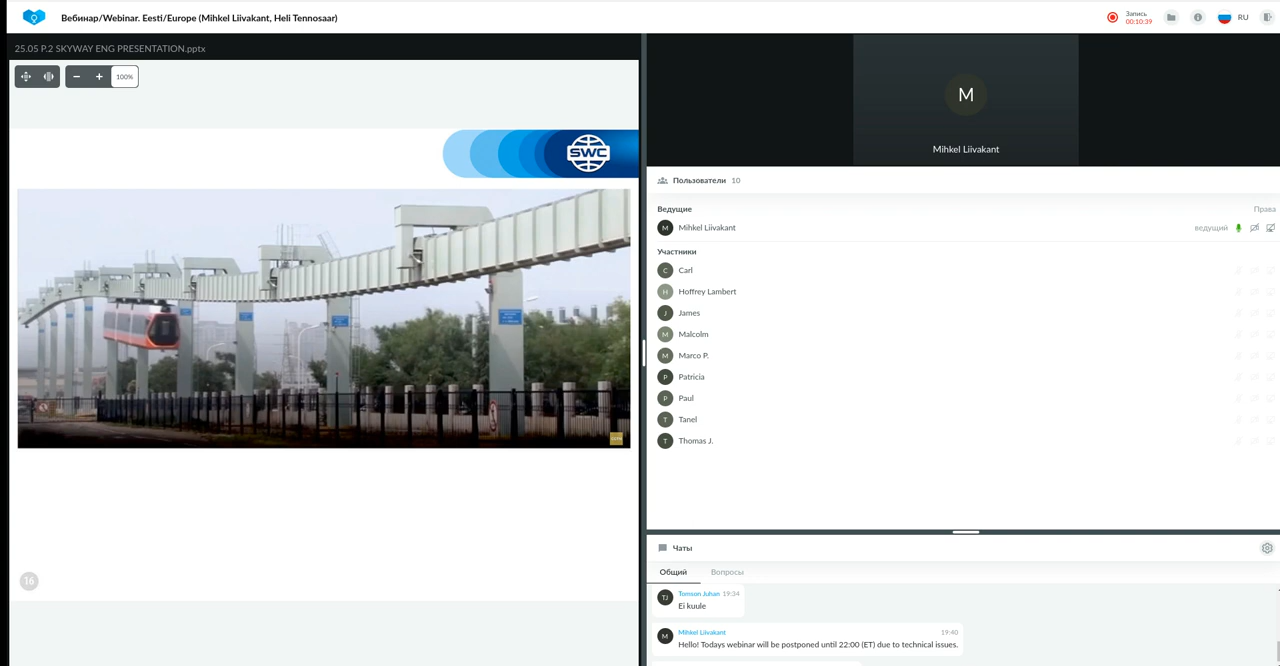 Вебинар/Webinar. Eesti/Europe (Mihkel Liivakant, Heli Tennosaar)
Запись
00:10:39
RU
25.05 P.2 SKYWAY ENG PRESENTATION.pptx
100%
SWC
16
M
Mihkel Liivakant
Пользователи 10
Ведущие Права
M Mihkel Liivakant ведущий
Участники
C Carl
H Hoffrey Lambert
J James
M Malcolm
M Marco P.
P Patricia
P Paul
T Tanel
T Thomas J.
Чаты
Общий Вопросы
TJ Tomson Juhan 19:34
Ei kuule
M Mihkel Liivakant 19:40
Hello! Todays webinar will be postponed until 22:00 (ET) due to technical issues.